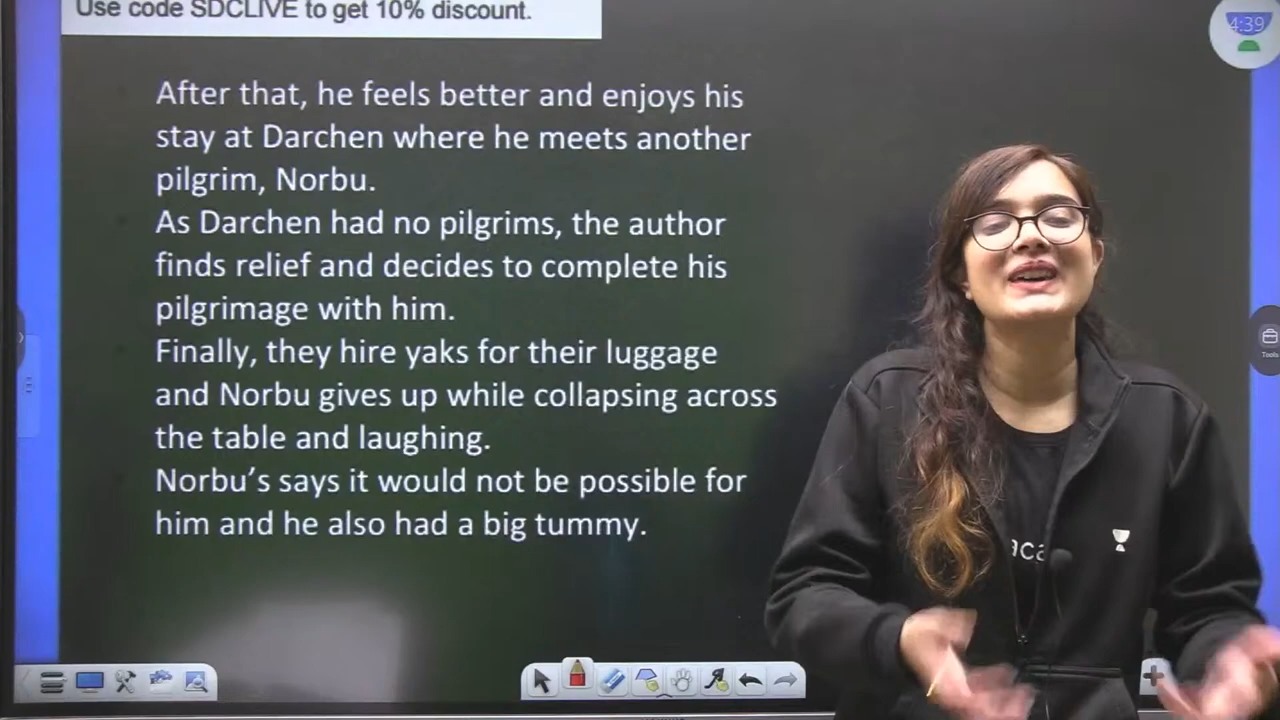 Use code SDCLIVE to get 10% discount.
4:39
After that, he feels better and enjoys his
stay at Darchen where he meets another
pilgrim, Norbu.
As Darchen had no pilgrims, the author
finds relief and decides to complete his
pilgrimage with him.
Finally, they hire yaks for their luggage
and Norbu gives up while collapsing across
the table and laughing.
Norbu’s says it would not be possible for
him and he also had a big tummy.
Tools
aca